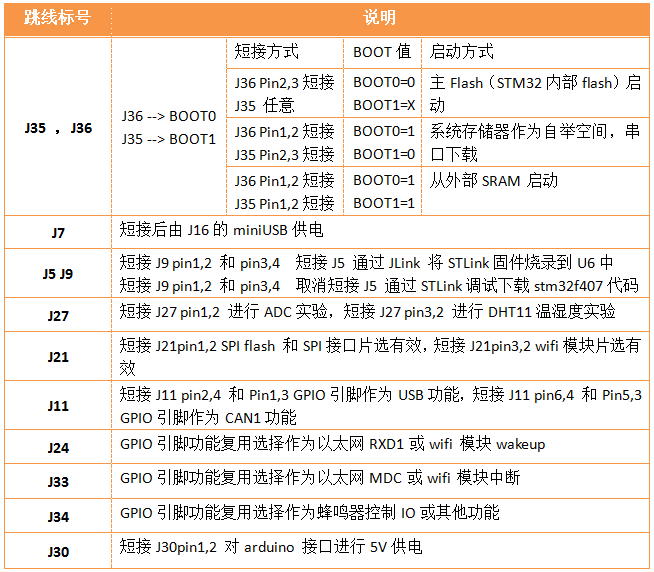 跳线标号 说明
J35 ，J36
J36 --> BOOT0
J35 --> BOOT1
短接方式 BOOT 值 启动方式
J36 Pin2,3 短接 BOOT0=0 主 Flash（STM32 内部 flash）启
J35 任意 BOOT1=X 动
J36 Pin1,2 短接 BOOT0=1 系统存储器作为自举空间，串
J35 Pin2,3 短接 BOOT1=0 口下载
J36 Pin1,2 短接 BOOT0=1 从外部 SRAM 启动
J35 Pin1,2 短接 BOOT1=1
J7 短接后由 J16 的 miniUSB 供电
J5 J9
短接 J9 pin1,2 和 pin3,4 短接 J5 通过 JLink 将 STLink 固件烧录到 U6 中
短接 J9 pin1,2 和 pin3,4 取消短接 J5 通过 STLink 调试下载 stm32f407 代码
J27 短接 J27 pin1,2 进行 ADC 实验，短接 J27 pin3,2 进行 DHT11 温湿度实验
J21 短接 J21pin1,2 SPI flash 和 SPI 接口片选有效，短接 J21pin3,2 wifi 模块片选有
效
J11 短接 J11 pin2,4 和 Pin1,3 GPIO 引脚作为 USB 功能，短接 J11 pin6,4 和 Pin5,3
GPIO 引脚作为 CAN1 功能
J24 GPIO 引脚功能复用选择作为以太网 RXD1 或 wifi 模块 wakeup
J33 GPIO 引脚功能复用选择作为以太网 MDC 或 wifi 模块中断
J34 GPIO 引脚功能复用选择作为蜂鸣器控制 IO 或其他功能
J30 短接 J30pin1,2 对 arduino 接口进行 5V 供电